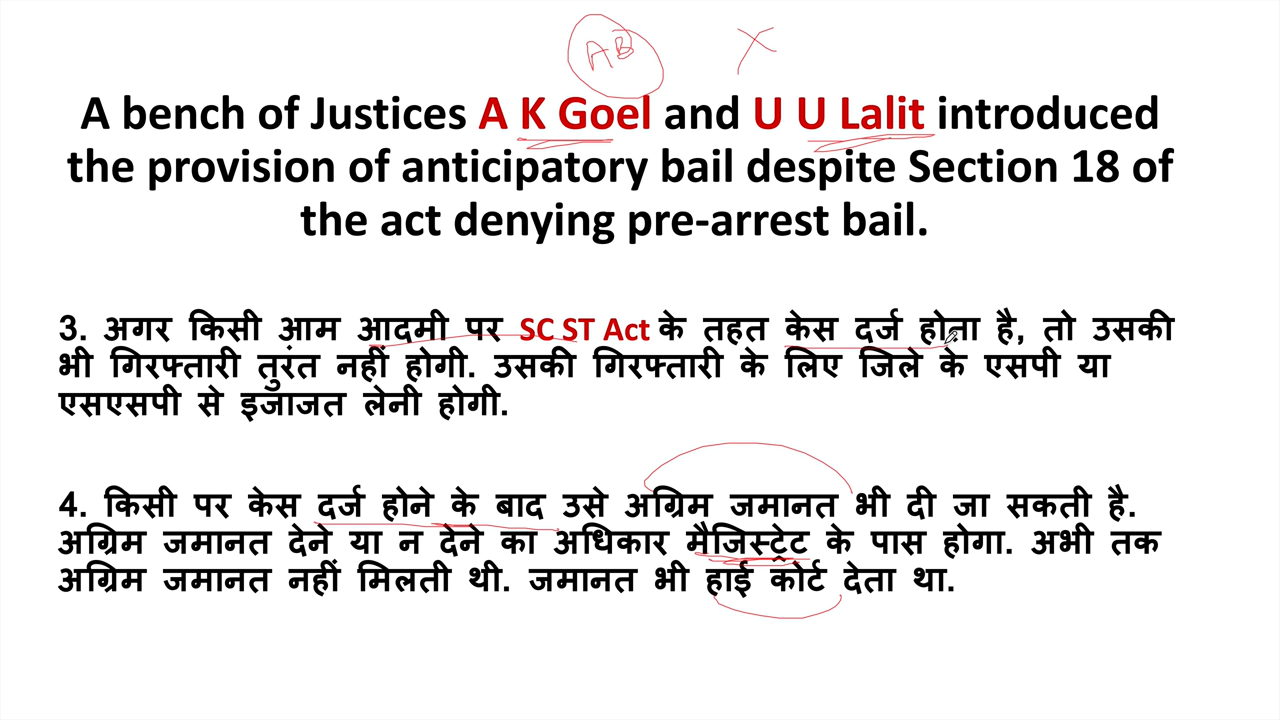 AB X
A bench of Justices A K Goel and U U Lalit introduced
the provision of anticipatory bail despite Section 18 of
the act denying pre-arrest bail.
3. अगर किसी आम आदमी पर SC ST Act के तहत केस दर्ज होता है, तो उसकी
भी गिरफ्तारी तुरंत नहीं होगी. उसकी गिरफ्तारी के लिए जिले के एसपी या
एसएसपी से इजाजत लेनी होगी.
4. किसी पर केस दर्ज होने के बाद उसे अग्रिम जमानत भी दी जा सकती है.
अग्रिम जमानत देने या न देने का अधिकार मैजिस्ट्रेट के पास होगा. अभी तक
अग्रिम जमानत नहीं मिलती थी. जमानत भी हाई कोर्ट देता था.